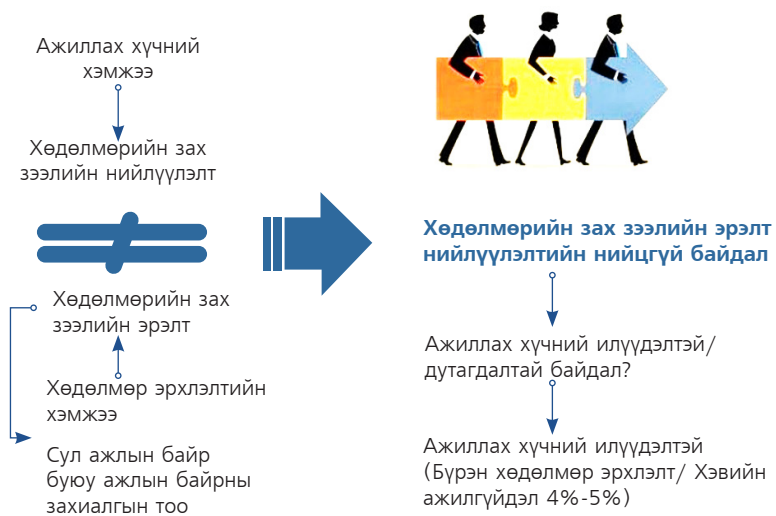 Ажиллах хүчний
хэмжээ
Хөдөлмөрийн зах
зээлийн нийлүүлэлт
Хөдөлмөрийн зах
зээлийн эрэлт
Хөдөлмөр эрхлэлтийн
хэмжээ
Сул ажлын байр
буюу ажлын байрны
захиалгын тоо
Хөдөлмөрийн зах зээлийн эрэлт
нийлүүлэлтийн нийцгүй байдал
Ажиллах хүчний илүүдэлтэй/
дутагдалтай байдал?
Ажиллах хүчний илүүдэлтэй
(Бүрэн хөдөлмөр эрхлэлт/ Хэвийн
ажилгүйдэл 4%-5%)